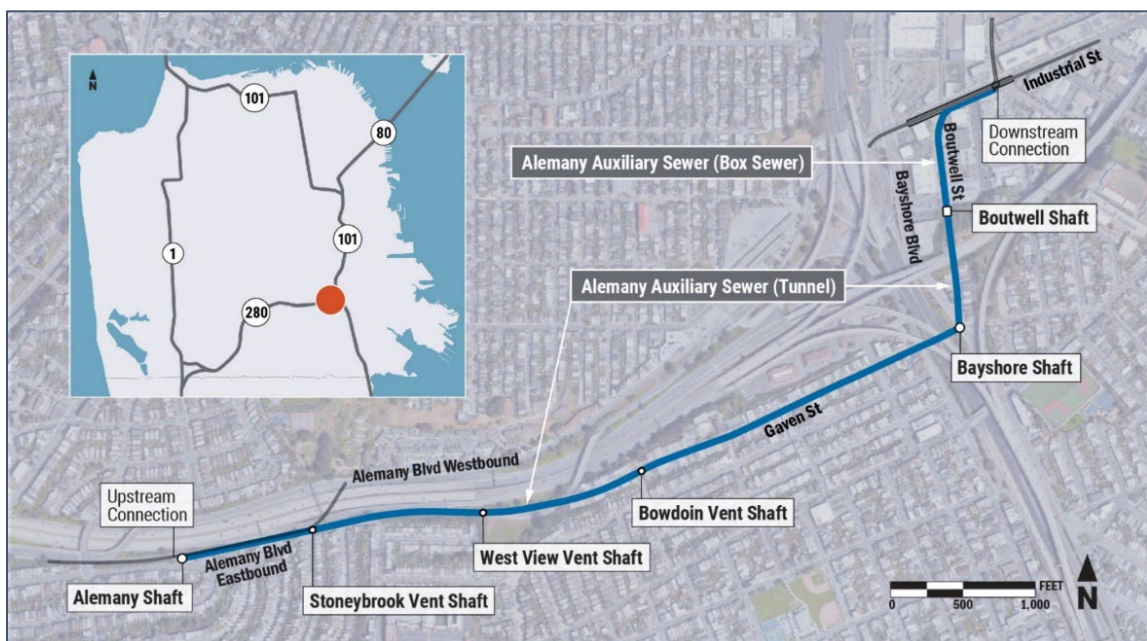 N
101
80
1
101
280
Industrial St
Downstream
Connection
Alemany Auxiliary Sewer (Box Sewer)
Boutwell St
Bayshore Blvd
Boutwell Shaft
Alemany Auxiliary Sewer (Tunnel)
Bayshore Shaft
Gaven St
Alemany Blvd Westbound
Upstream
Connection
Bowdoin Vent Shaft
West View Vent Shaft
Alemany Blvd
Eastbound
Alemany Shaft
Stoneybrook Vent Shaft
FEET
0 500 1,000
N